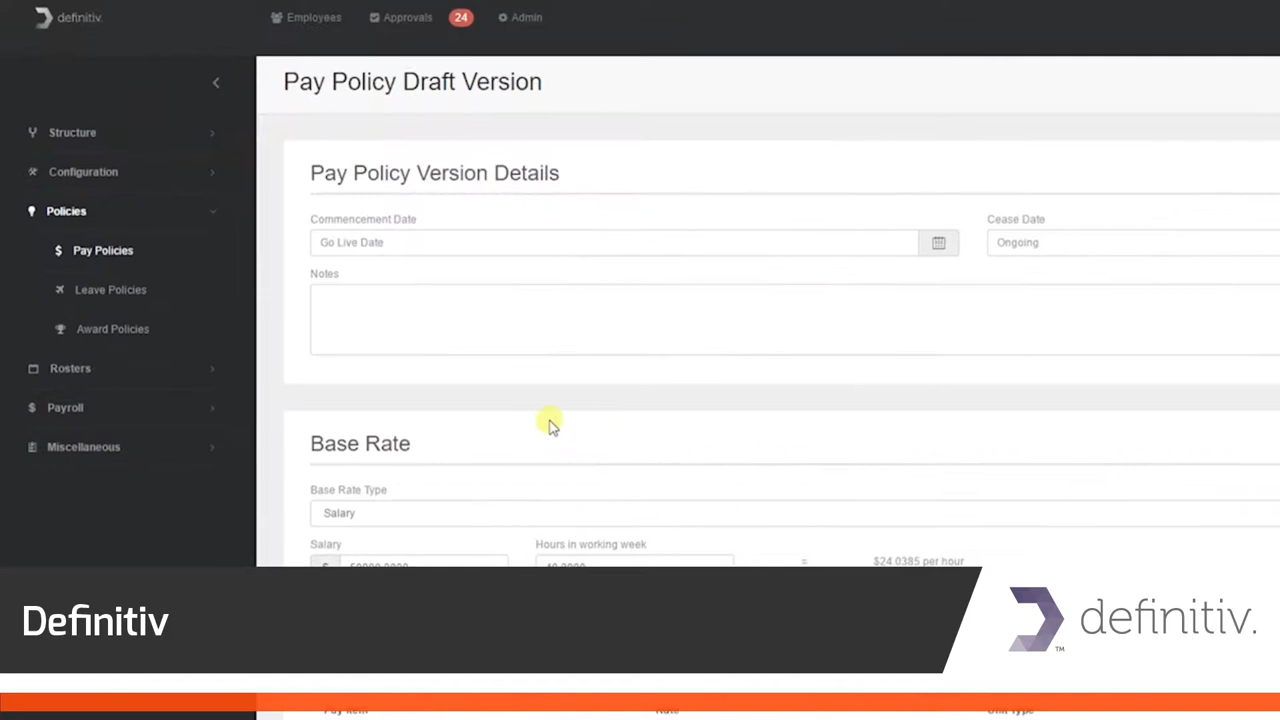 definitiv.
Employees
Approvals
24
Admin
Pay Policy Draft Version
Structure
Configuration
Policies
Pay Policies
Leave Policies
Award Policies
Rosters
Payroll
Miscellaneous
Pay Policy Version Details
Commencement Date
Cease Date
Go Live Date
Ongoing
Notes
Base Rate
Base Rate Type
Salary
Salary
Hours in working week
= $24.0385 per hour
Definitiv
definitiv.
TM